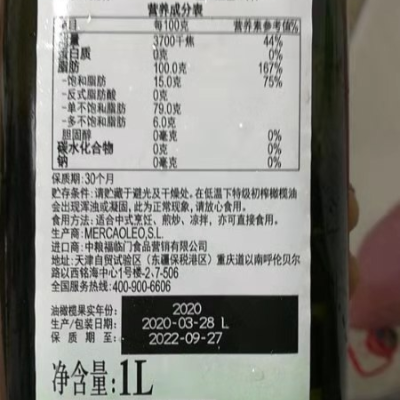 营养成分表
项目 每100克 营养素参考值%
能量 3700千焦 44%
蛋白质 0克 0%
脂肪 100.0克 167%
-饱和脂肪 15.0克 75%
-反式脂肪酸 0克
-单不饱和脂肪 79.0克
-多不饱和脂肪 6.0克
胆固醇 0毫克 0%
碳水化合物 0克 0%
钠 0毫克 0%
保质期:30个月
贮存条件:请贮藏于避光及干燥处。在低温下特级初榨橄榄油
会出现浑浊或凝固,此为正常现象,请放心食用。
食用方法:适合中式烹饪、煎炒、凉拌,亦可直接食用。
生产商:MERCAOLEO,S.L.
进口商:中粮福临门食品营销有限公司
地址:天津自贸试验区(东疆保税港区)重庆道以南呼伦贝尔
路以西铭海中心1号楼-2、7-506
全国服务热线:400-900-6606
油橄榄果实年份: 2020
生产/包装日期: 2020-03-28 L
保质期至: 2022-09-27
净含量:1L